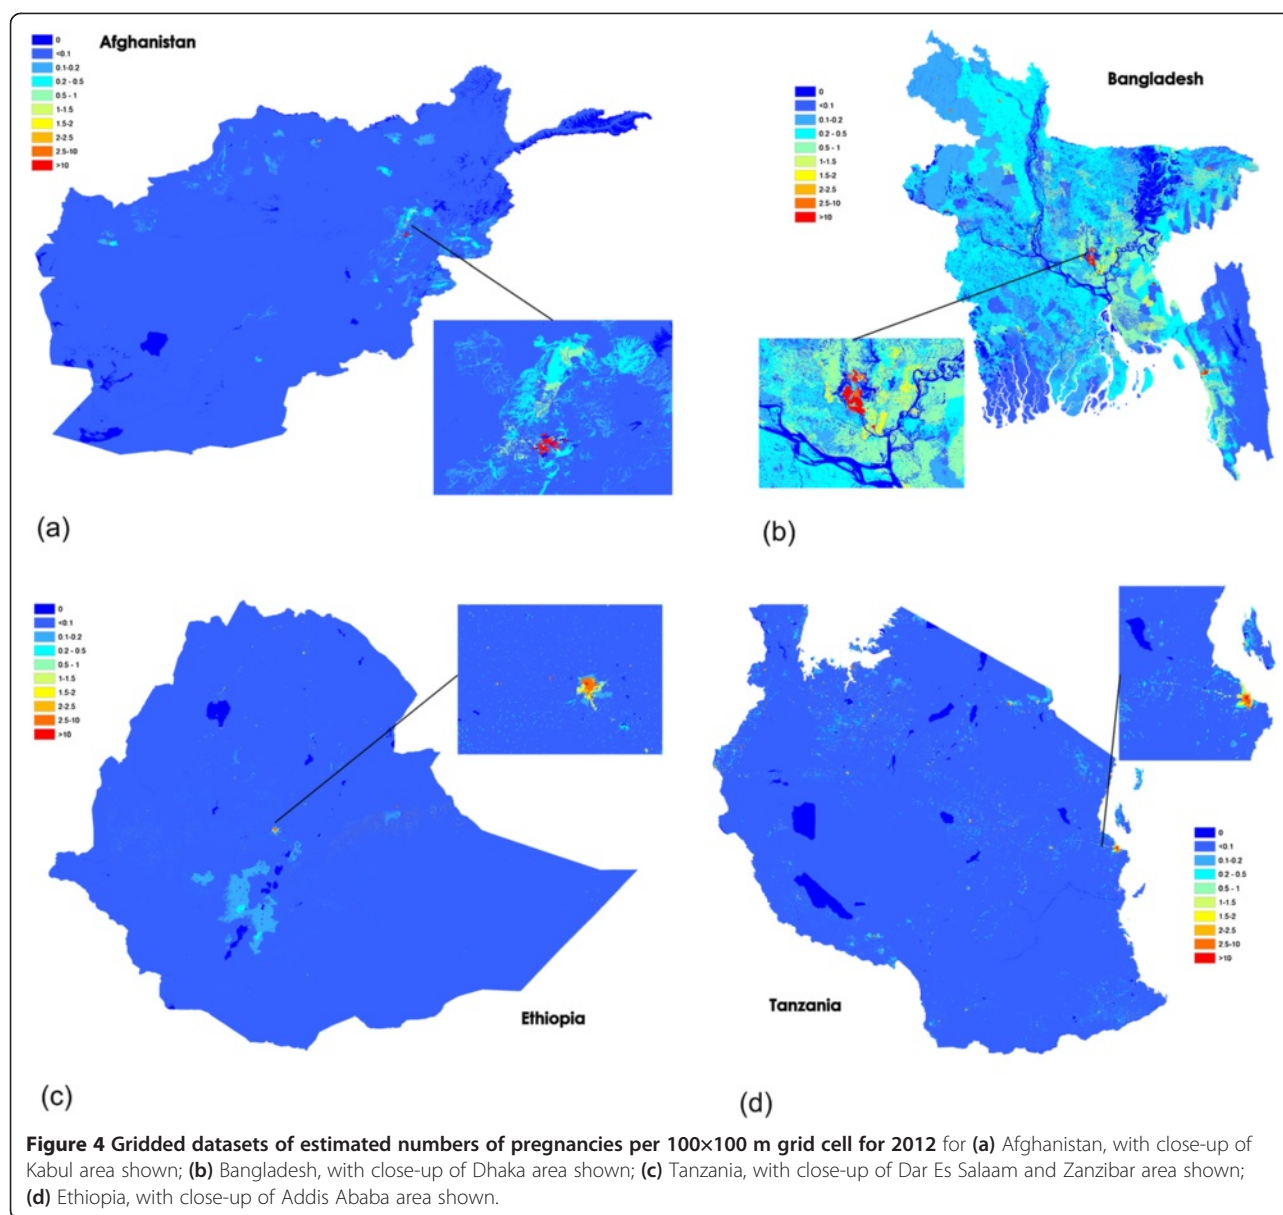 Afghanistan
0
<0.1
0.1-0.2
0.2 - 0.5
0.5 - 1
1-1.5
1.5-2
2-2.5
2.5-10
>10
(a)
Bangladesh
0
<0.1
0.1-0.2
0.2 - 0.5
0.5 - 1
1-1.5
1.5-2
2-2.5
2.5-10
>10
(b)
0
<0.1
0.1-0.2
0.2 - 0.5
0.5 - 1
1-1.5
1.5-2
2-2.5
2.5-10
>10
Ethiopia
(c)
0
<0.1
0.1-0.2
0.2 - 0.5
0.5 - 1
1-1.5
1.5-2
2-2.5
2.5-10
>10
Tanzania
(d)
Figure 4 Gridded datasets of estimated numbers of pregnancies per 100×100 m grid cell for 2012 for (a) Afghanistan, with close-up of
Kabul area shown; (b) Bangladesh, with close-up of Dhaka area shown; (c) Tanzania, with close-up of Dar Es Salaam and Zanzibar area shown;
(d) Ethiopia, with close-up of Addis Ababa area shown.